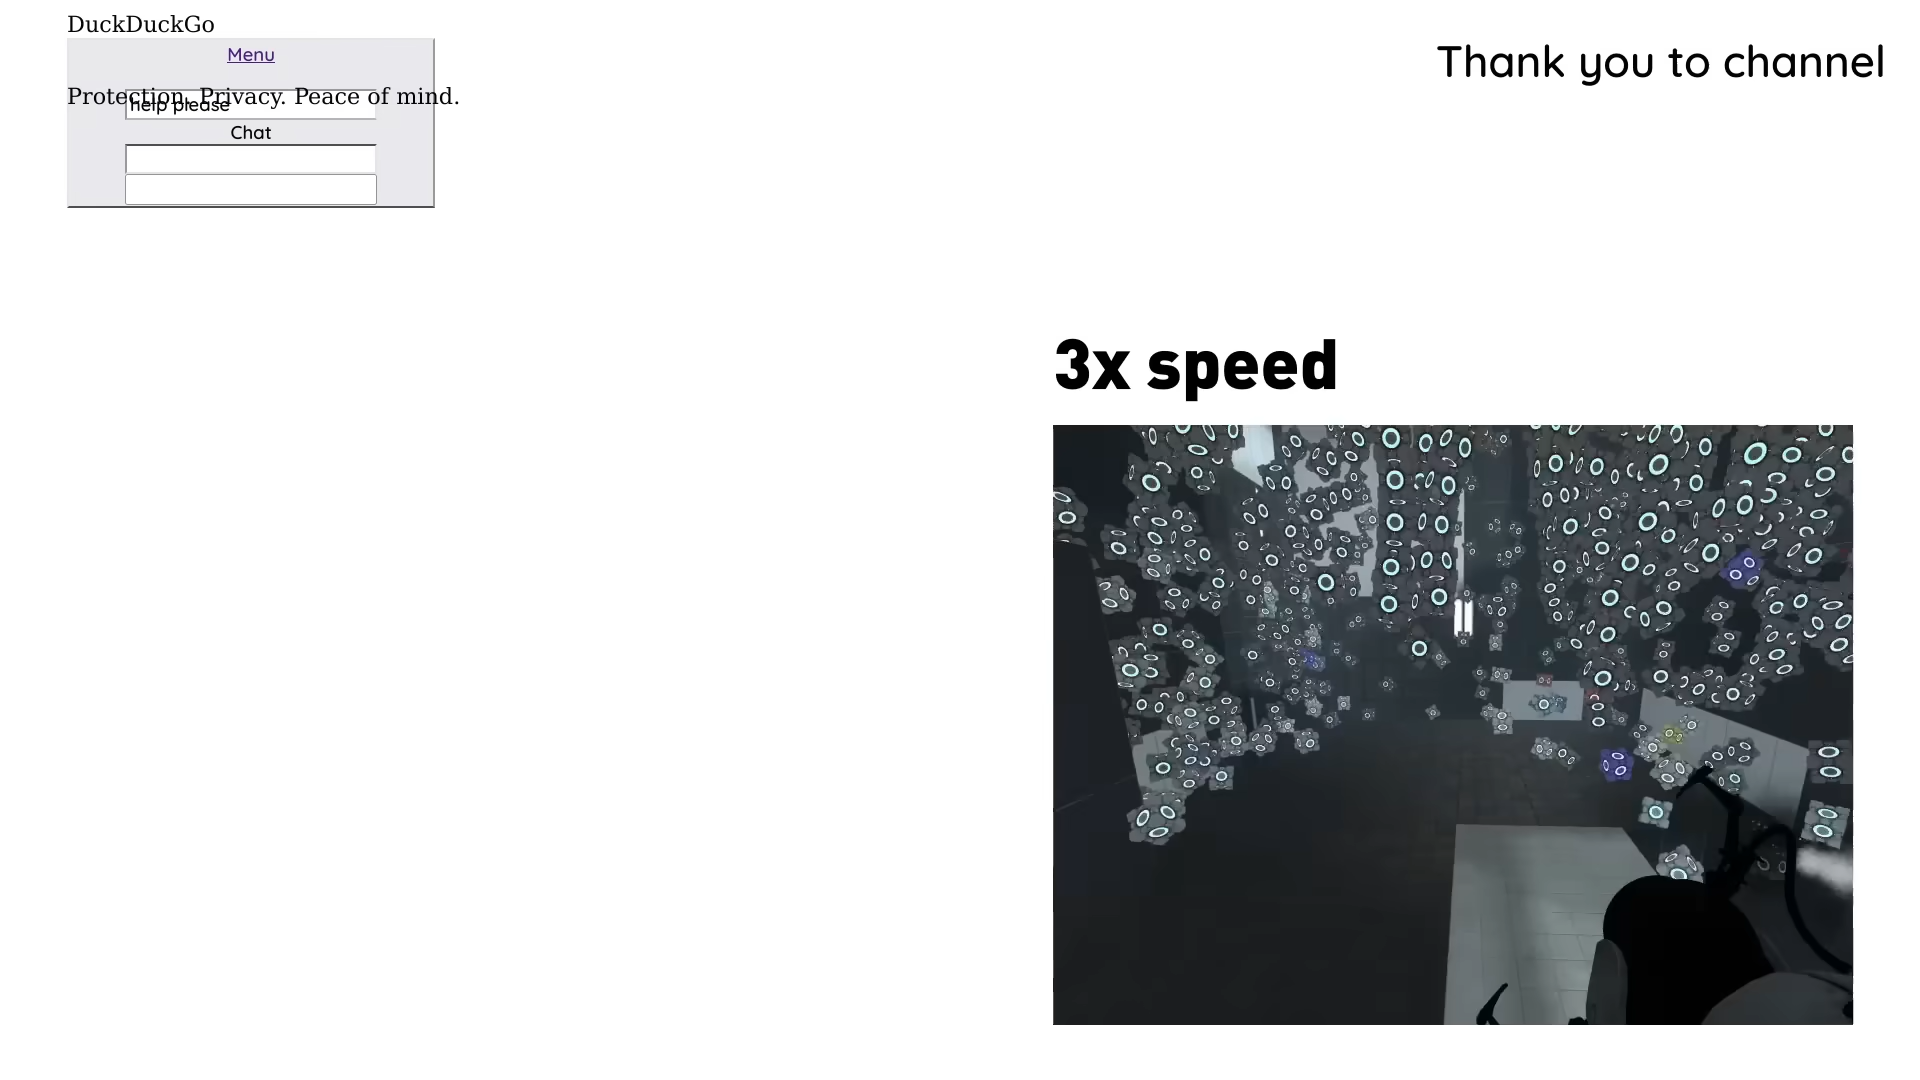 DuckDuckGo
Menu
Protection. Privacy. Peace of mind.
help please
Chat
Thank you to channel
3x speed